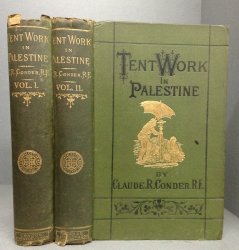 TENT WORK
IN
PALESTINE
R. CONDER, R.E.
VOL. I.
TENT WORK
IN
PALESTINE
R. CONDER, R.E.
VOL. II.
TENT WORK
IN
PALESTINE
BY
CLAUDE. R. CONDER. R.E.